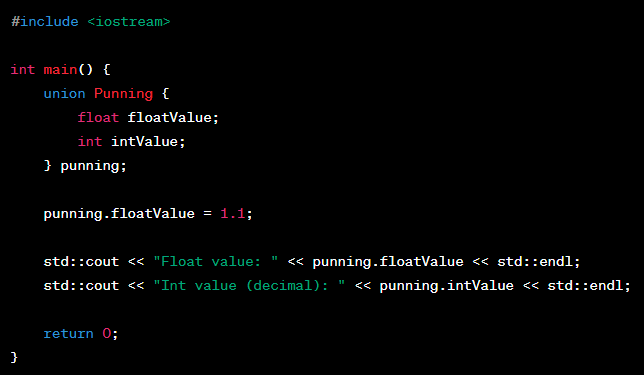 #include <iostream>

int main() {
    union Punning {
        float floatValue;
        int intValue;
    } punning;

    punning.floatValue = 1.1;

    std::cout << "Float value: " << punning.floatValue << std::endl;
    std::cout << "Int value (decimal): " << punning.intValue << std::endl;

    return 0;
}